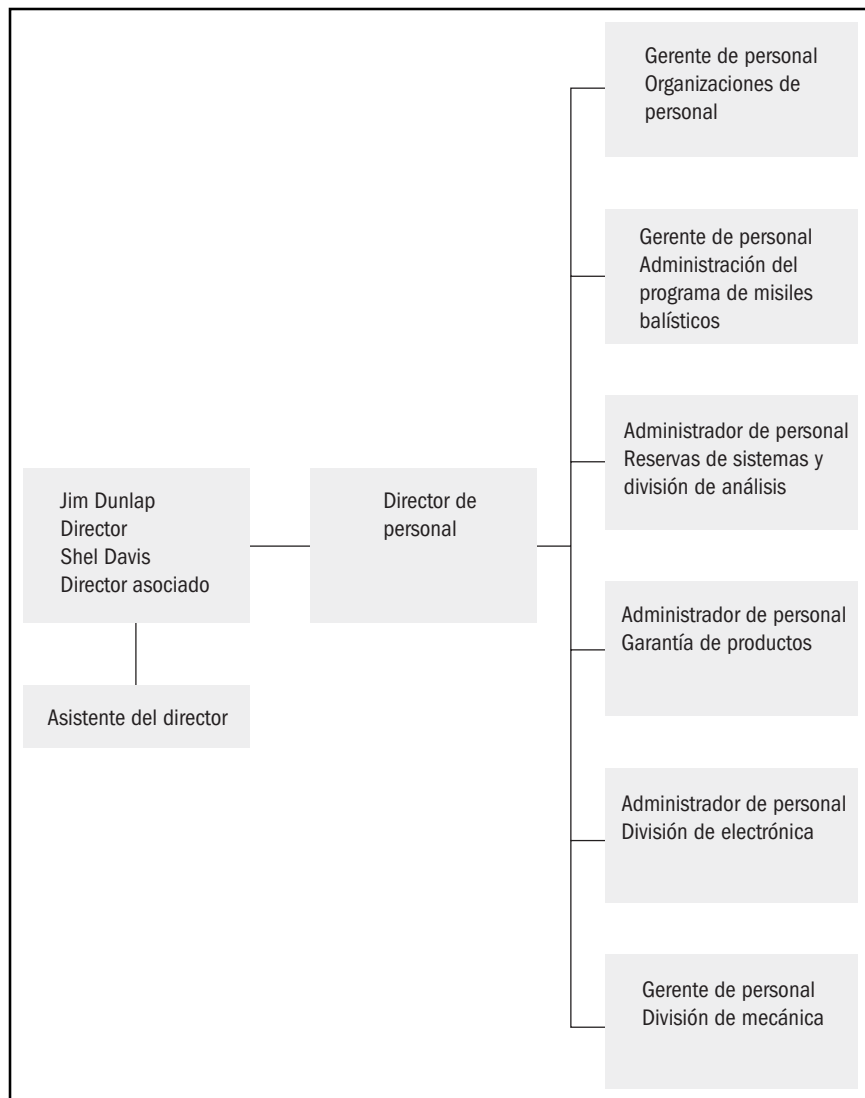 Jim Dunlap
Director
Shel Davis
Director asociado
Asistente del director
Director de
personal
Gerente de personal
Organizaciones de
personal
Gerente de personal
Administración del
programa de misiles
balísticos
Administrador de personal
Reservas de sistemas y
división de análisis
Administrador de personal
Garantía de productos
Administrador de personal
División de electrónica
Gerente de personal
División de mecánica